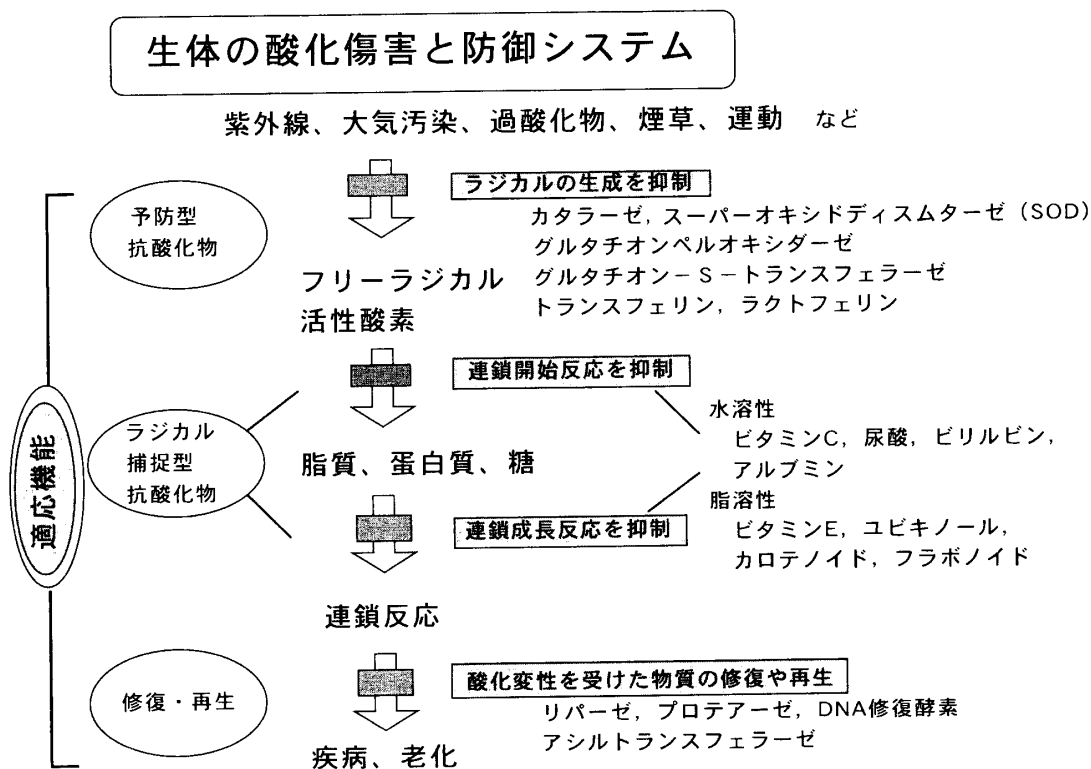 生体の酸化傷害と防御システム
紫外線、大気汚染、過酸化物、煙草、運動 など
予防型
抗酸化物
ラジカルの生成を抑制
カタラーゼ, スーパーオキシドディスムターゼ (SOD)
グルタチオンペルオキシダーゼ
グルタチオン－S－トランスフェラーゼ
トランスフェリン, ラクトフェリン
フリーラジカル
活性酸素
連鎖開始反応を抑制
適応機能
ラジカル
捕捉型
抗酸化物
脂質、蛋白質、糖
水溶性
ビタミンC, 尿酸, ビリルビン,
アルブミン
脂溶性
ビタミンE, ユビキノール,
カロテノイド, フラボノイド
連鎖成長反応を抑制
連鎖反応
修復・再生
酸化変性を受けた物質の修復や再生
リパーゼ, プロテアーゼ, DNA修復酵素
アシルトランスフェラーゼ
疾病、老化